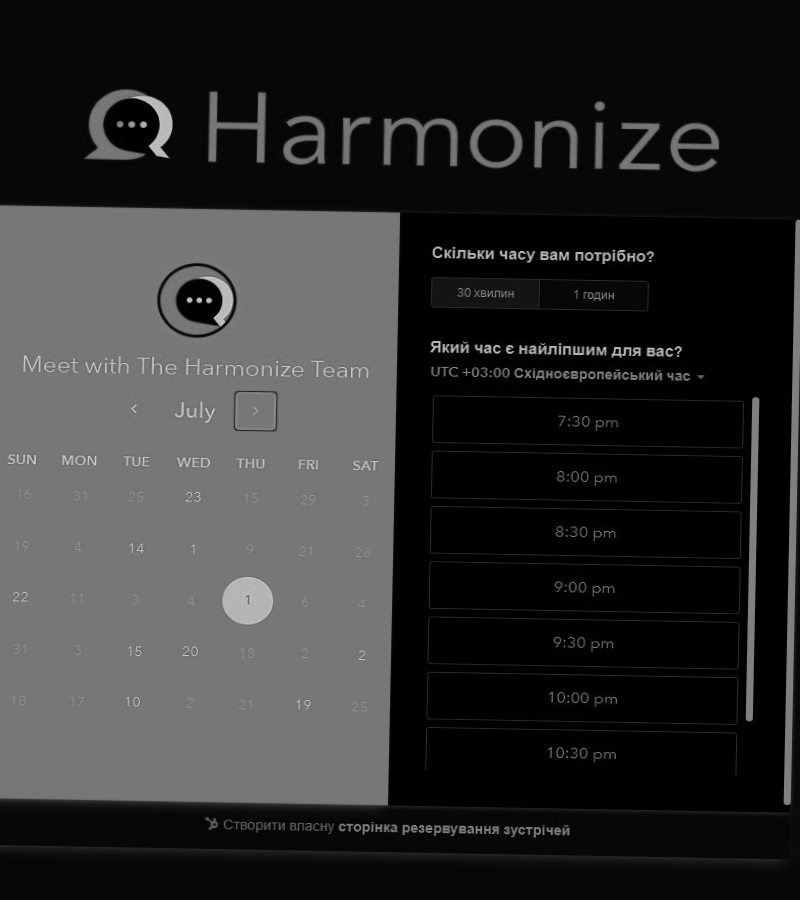 Harmonize
Meet with The Harmonize Team
July
SUN MON TUE WED THU FRI SAT
16 31 25 23 15 29 3
19 4 14 1 9 21 28
22 11 3 4 1 6 4
31 3 15 20 18 2 2
18 17 10 2 21 19 25
Скільки часу вам потрібно?
30 хвилин 1 годин
Який час є найліпшим для вас?
UTC +03:00 Східноєвропейський час
7:30 pm
8:00 pm
8:30 pm
9:00 pm
9:30 pm
10:00 pm
10:30 pm
Створити власну сторінка резервування зустрічей